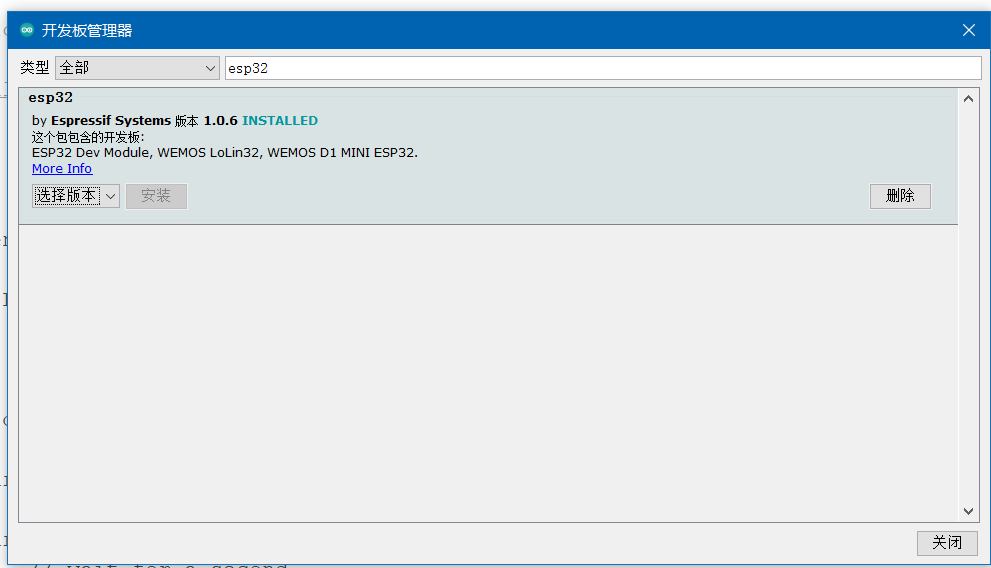 开发板管理器
类型 全部 esp32
esp32
by Espressif Systems 版本 1.0.6 INSTALLED
这个包包含的开发板：
ESP32 Dev Module, WEMOS LoLin32, WEMOS D1 MINI ESP32.
More Info
选择版本 安装 删除
关闭